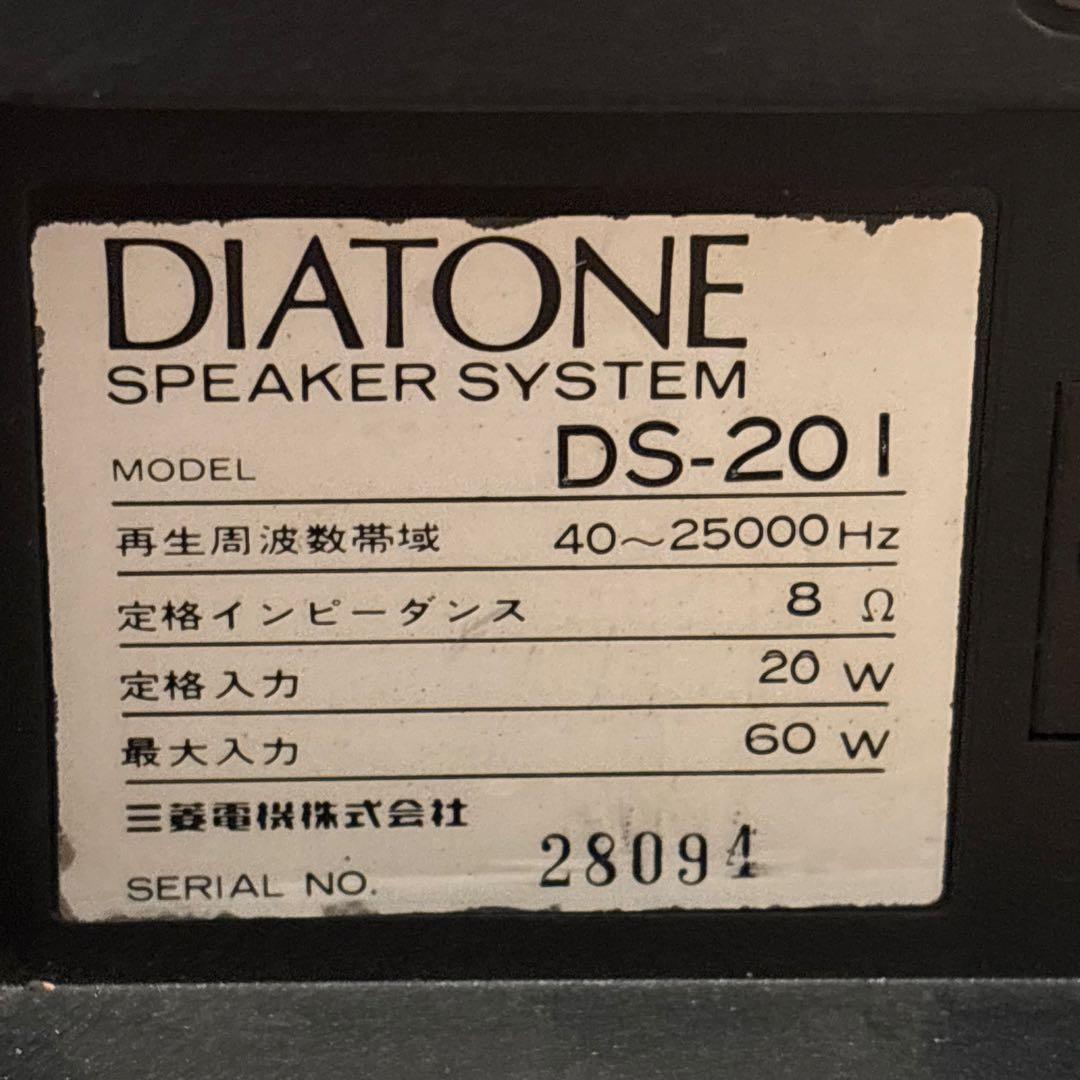 DIATONE
SPEAKER SYSTEM
MODEL DS-201
再生周波数帯域 40～25000Hz
定格インピーダンス 8 Ω
定格入力 20 W
最大入力 60 W
三菱電機株式会社
SERIAL NO. 28094